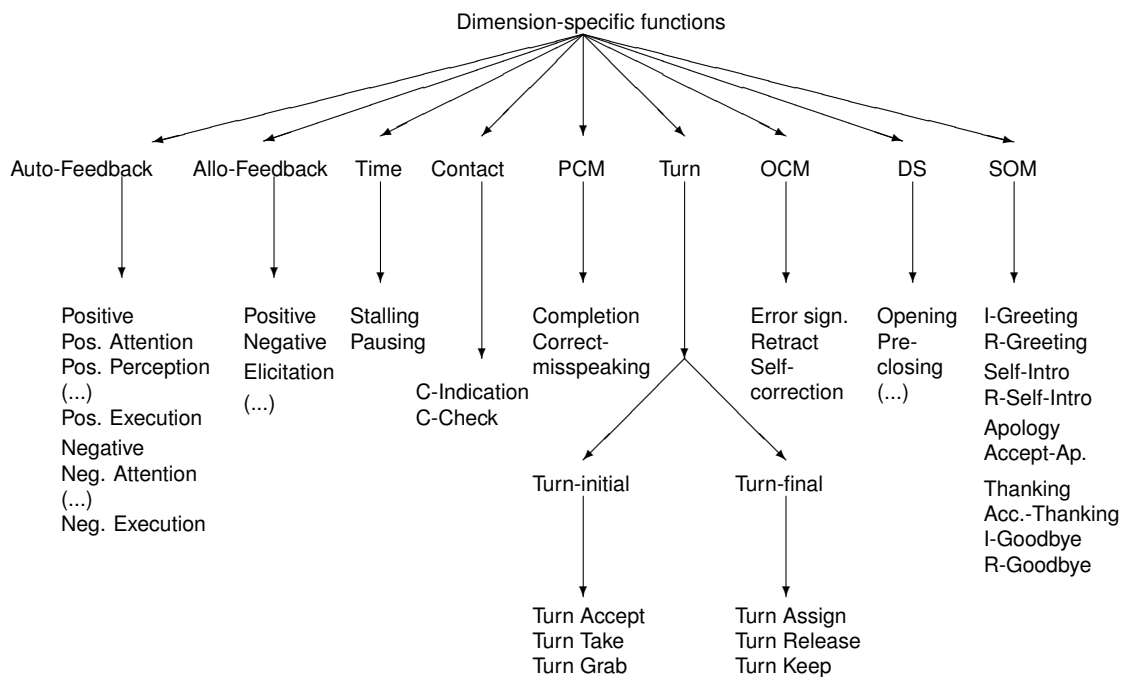 Dimension-specific functions
Auto-Feedback
Allo-Feedback
Time
Contact
PCM
Turn
OCM
DS
SOM
Positive
Pos. Attention
Pos. Perception
(...)
Pos. Execution
Negative
Neg. Attention
(...)
Neg. Execution
Positive
Negative
Elicitation
(...)
Stalling
Pausing
C-Indication
C-Check
Completion
Correct-
misspeaking
Turn-initial
Turn Accept
Turn Take
Turn Grab
Turn-final
Turn Assign
Turn Release
Turn Keep
Error sign.
Retract
Self-
correction
Opening
Pre-
closing
(...)
I-Greeting
R-Greeting
Self-Intro
R-Self-Intro
Apology
Accept-Ap.
Thanking
Acc.-Thanking
I-Goodbye
R-Goodbye